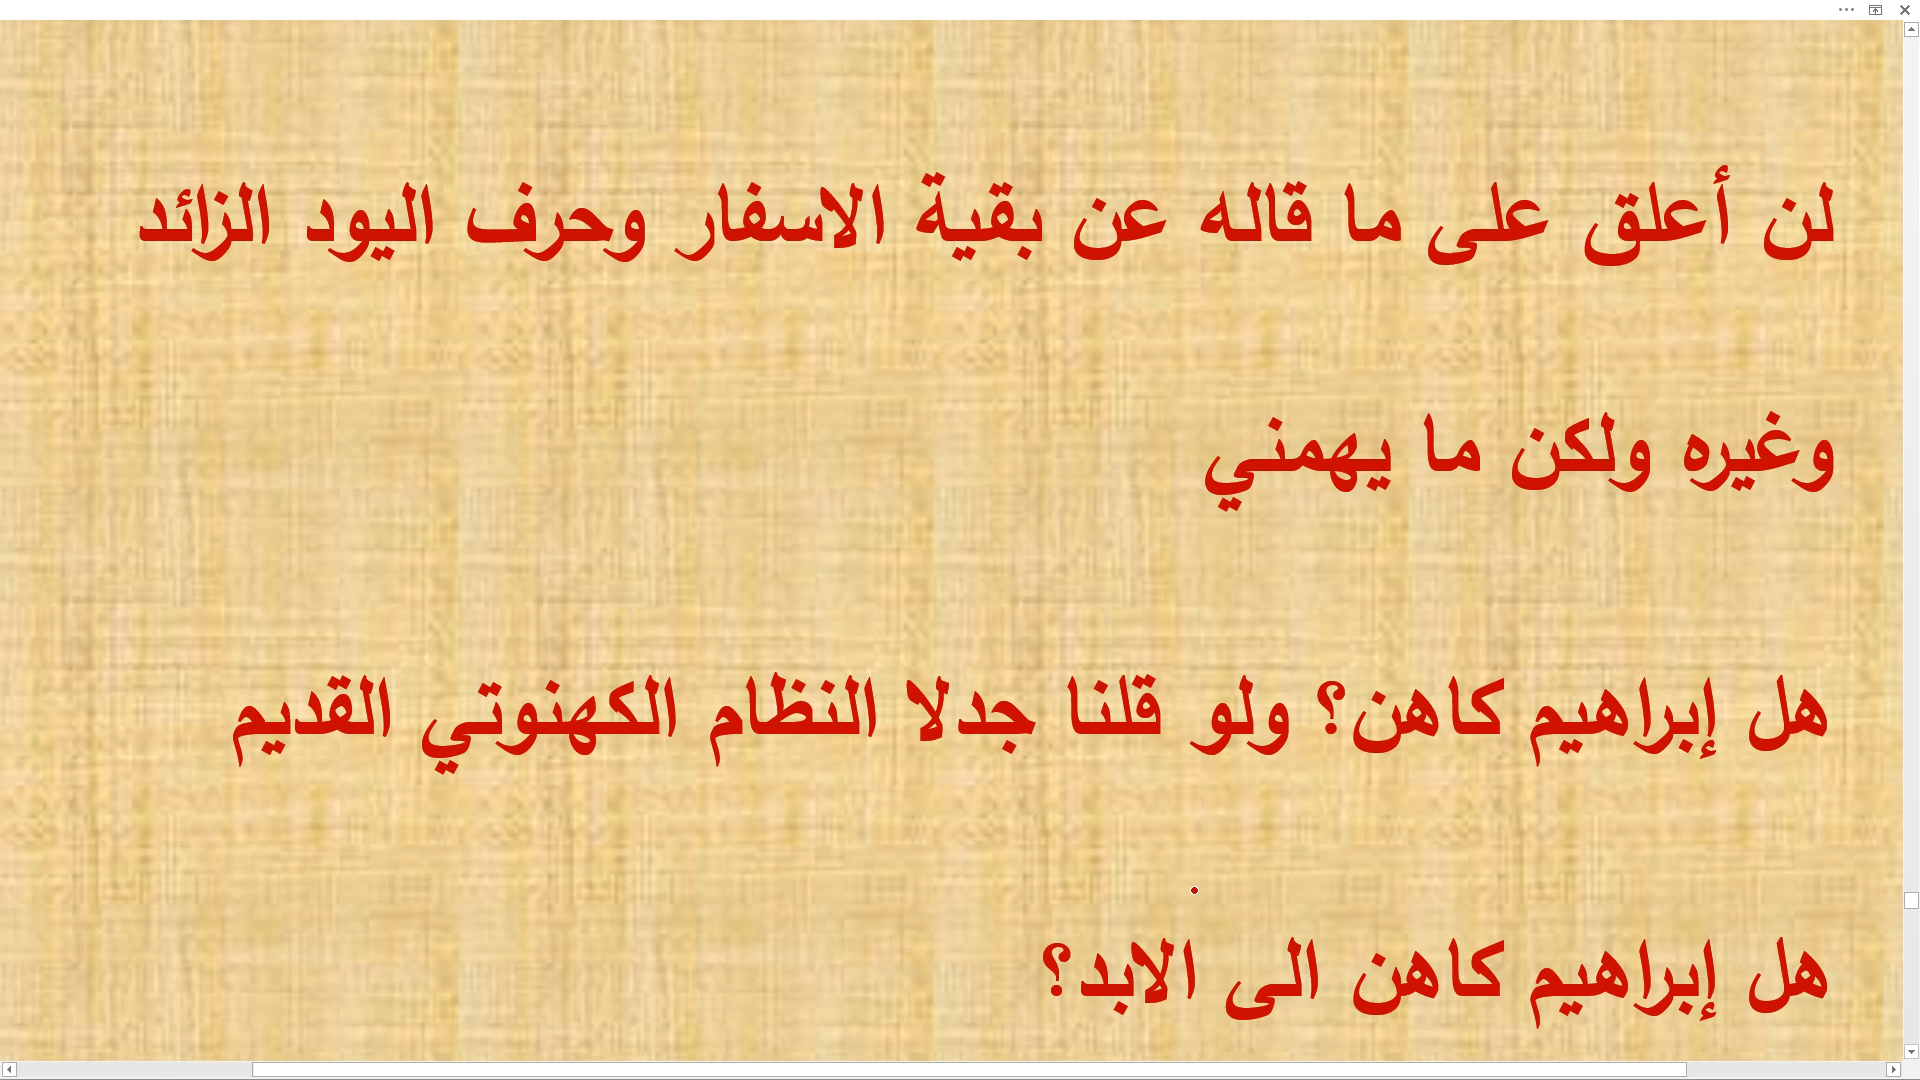 لن أعلق على ما قاله عن بقية الاسفار وحرف اليود الزائد
وغيره ولكن ما يهمني
هل إبراهيم كاهن؟ ولو قلنا جدلا النظام الكهنوتي القديم
هل إبراهيم كاهن الى الابد؟